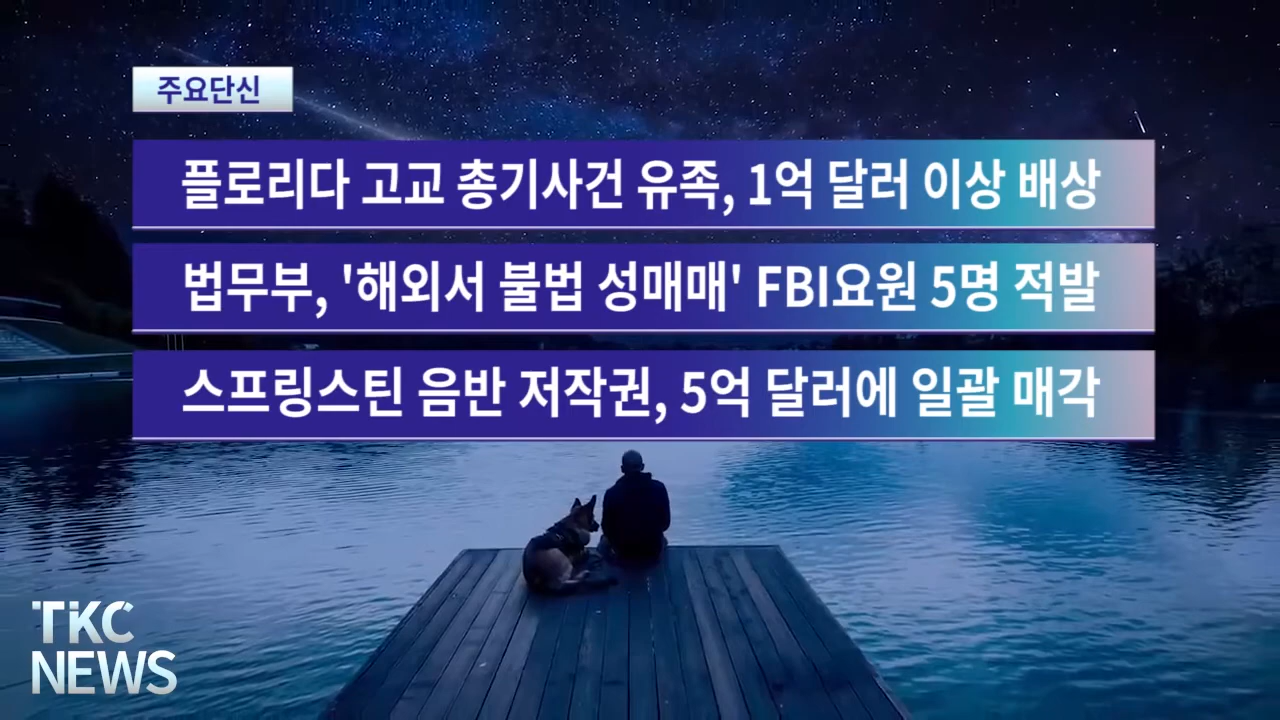 주요단신
플로리다 고교 총기사건 유족, 1억 달러 이상 배상
법무부, '해외서 불법 성매매' FBI요원 5명 적발
스프링스틴 음반 저작권, 5억 달러에 일괄 매각
TKC
NEWS